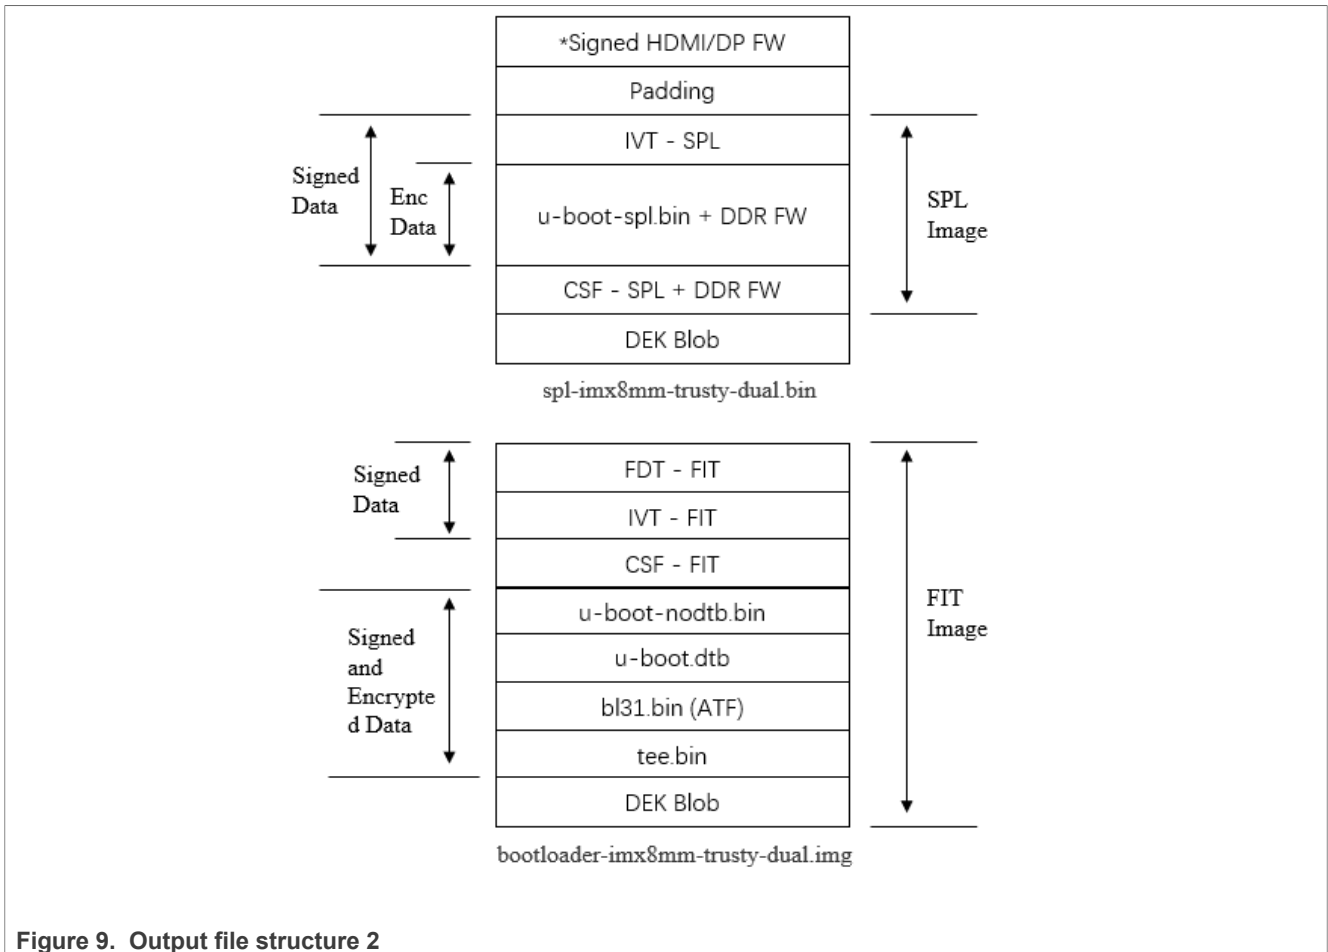 *Signed HDMI/DP FW
Padding
IVT - SPL
Signed
Data
Enc
Data
u-boot-spl.bin + DDR FW
SPL
Image
CSF - SPL + DDR FW
DEK Blob
spl-imx8mm-trusty-dual.bin
FDT - FIT
Signed
Data
IVT - FIT
CSF - FIT
u-boot-nodtb.bin
FIT
Image
Signed
and
Encrypte
d Data
u-boot.dtb
bl31.bin (ATF)
tee.bin
DEK Blob
bootloader-imx8mm-trusty-dual.img
Figure 9. Output file structure 2